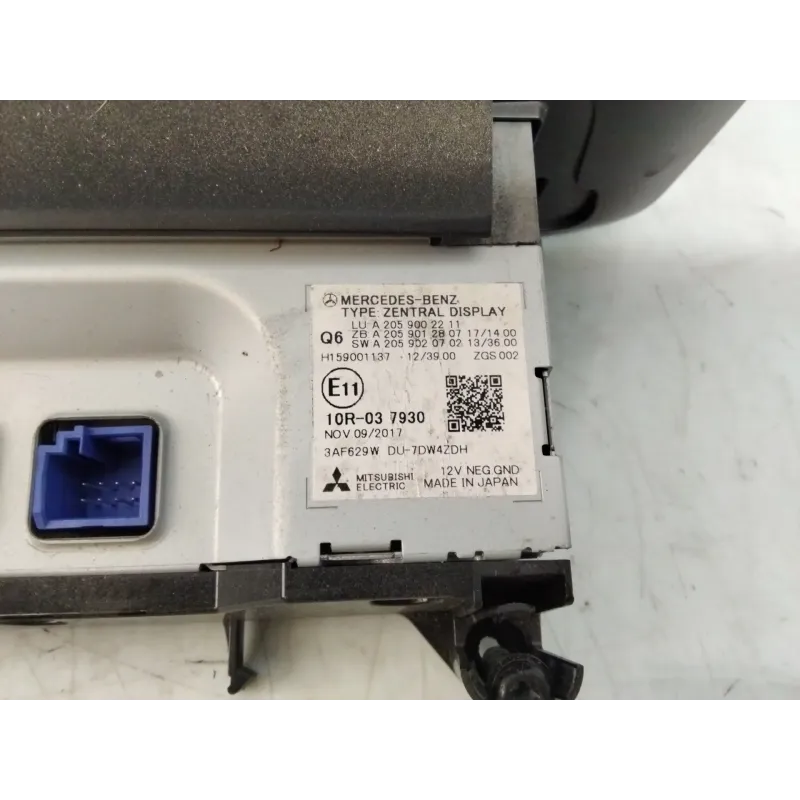 MERCEDES-BENZ
TYPE: ZENTRAL DISPLAY
LU A 205 900 22 11
Q6 ZB A 205 901 28 07 17/14 00
SW A 205 902 07 02 13/36 00
H159001137 12/39 00 ZGS 002
E11
10R-03 7930
NOV 09/2017
3AF629W DU-7DW4ZDH
MITSUBISHI ELECTRIC
12V NEG GND
MADE IN JAPAN